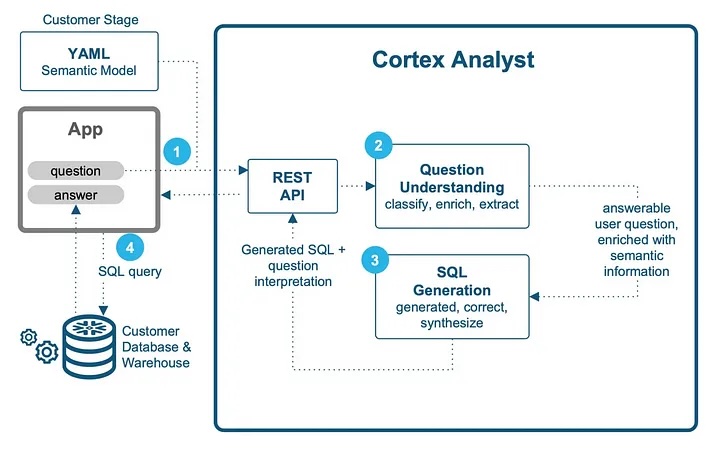 Customer Stage
YAML
Semantic Model
App
question
answer
1
4
SQL query
Customer
Database &
Warehouse
Cortex Analyst
REST
API
2
Question
Understanding
classify, enrich, extract
answerable
user question,
enriched with
semantic
information
3
SQL
Generation
generated, correct,
synthesize
Generated SQL +
question
interpretation